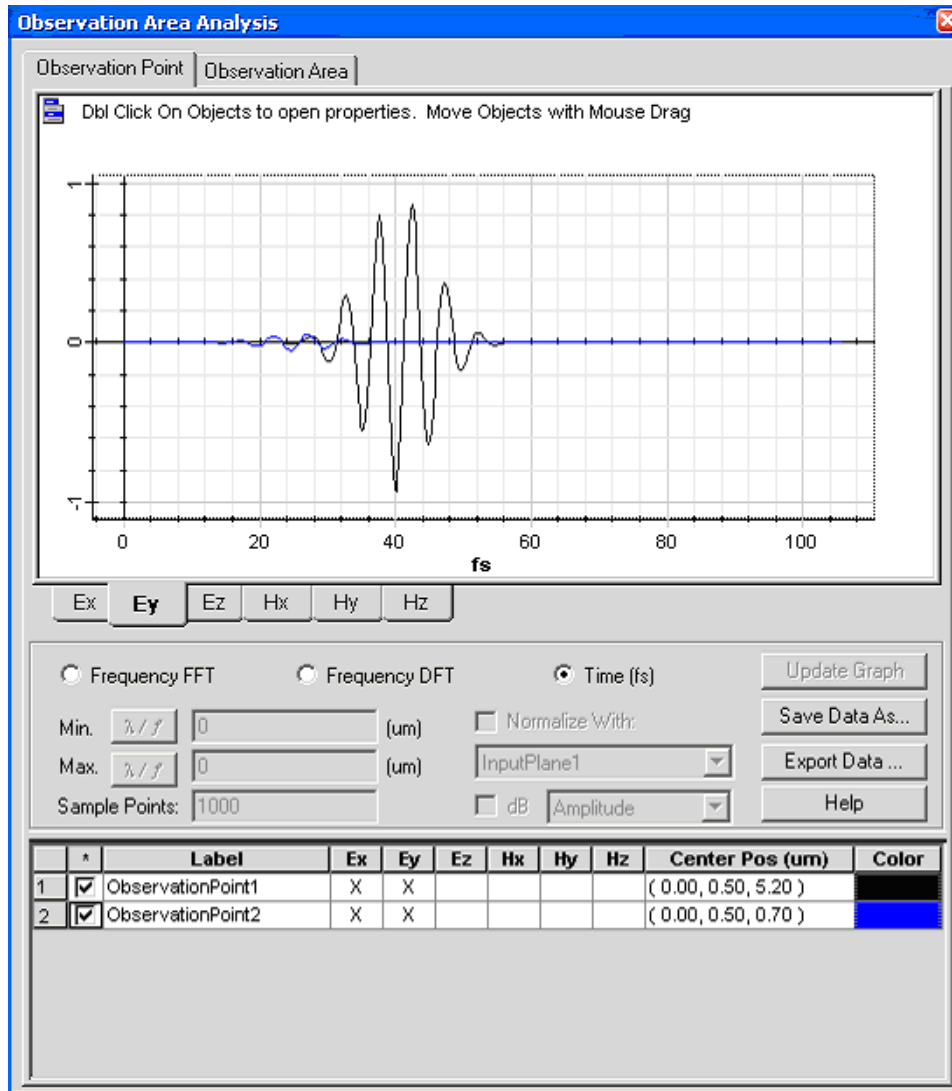 Observation Area Analysis
Observation Point Observation Area
Dbl Click On Objects to open properties. Move Objects with Mouse Drag
1
0
-1
0 20 40 60 80 100
fs
Ex Ey Ez Hx Hy Hz
Frequency FFT Frequency DFT Time (fs) Update Graph
Min. λ / f 0 (um) Normalize With: Save Data As...
Max. λ / f 0 (um) InputPlane1 Export Data ...
Sample Points: 1000 dB Amplitude Help
* Label Ex Ey Ez Hx Hy Hz Center Pos (um) Color
1 ObservationPoint1 X X ( 0.00, 0.50, 5.20 )
2 ObservationPoint2 X X ( 0.00, 0.50, 0.70 )